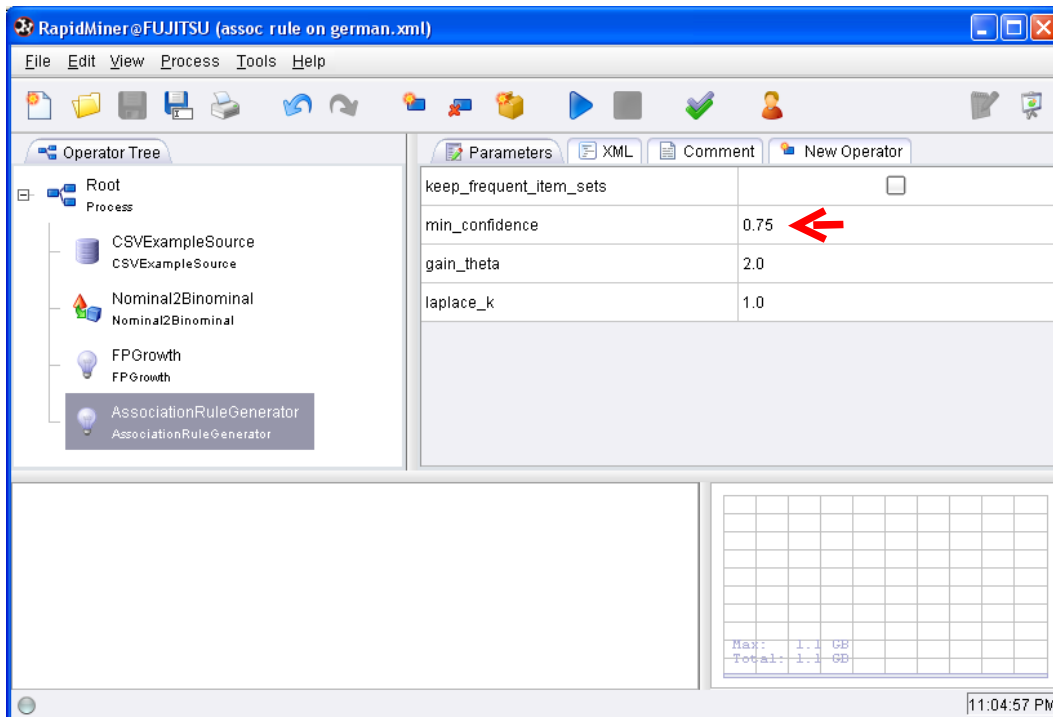 RapidMiner@FUJITSU (assoc rule on german.xml)
File Edit View Process Tools Help
Operator Tree
Parameters XML Comment New Operator
Root
Process
CSVExampleSource
CSVExampleSource
Nominal2Binominal
Nominal2Binominal
FPGrowth
FPGrowth
AssociationRuleGenerator
AssociationRuleGenerator
keep_frequent_item_sets
min_confidence 0.75
gain_theta 2.0
laplace_k 1.0
Max: 1.1 GB
Total: 1.1 GB
11:04:57 PM